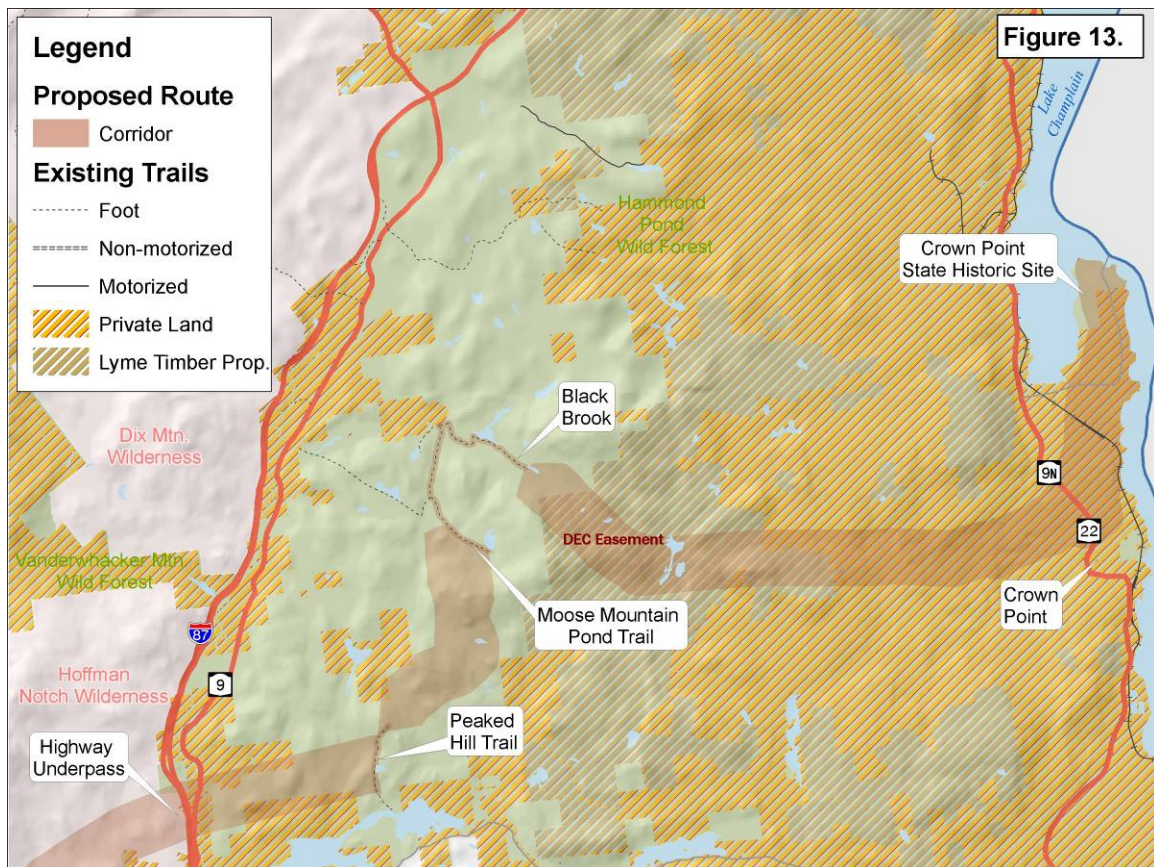 Figure 13.
Legend
Proposed Route
Corridor
Existing Trails
Foot
Non-motorized
Motorized
Private Land
Lyme Timber Prop.
Lake
Champlain
Hammond
Pond
Wild Forest
Crown Point
State Historic Site
Black
Brook
Dix Mtn.
Wilderness
9N
22
DEC Easement
Vanderwhacker Mtn.
Wild Forest
Crown
Point
Moose Mountain
Pond Trail
87
9
Hoffman
Notch Wilderness
Peaked
Hill Trail
Highway
Underpass